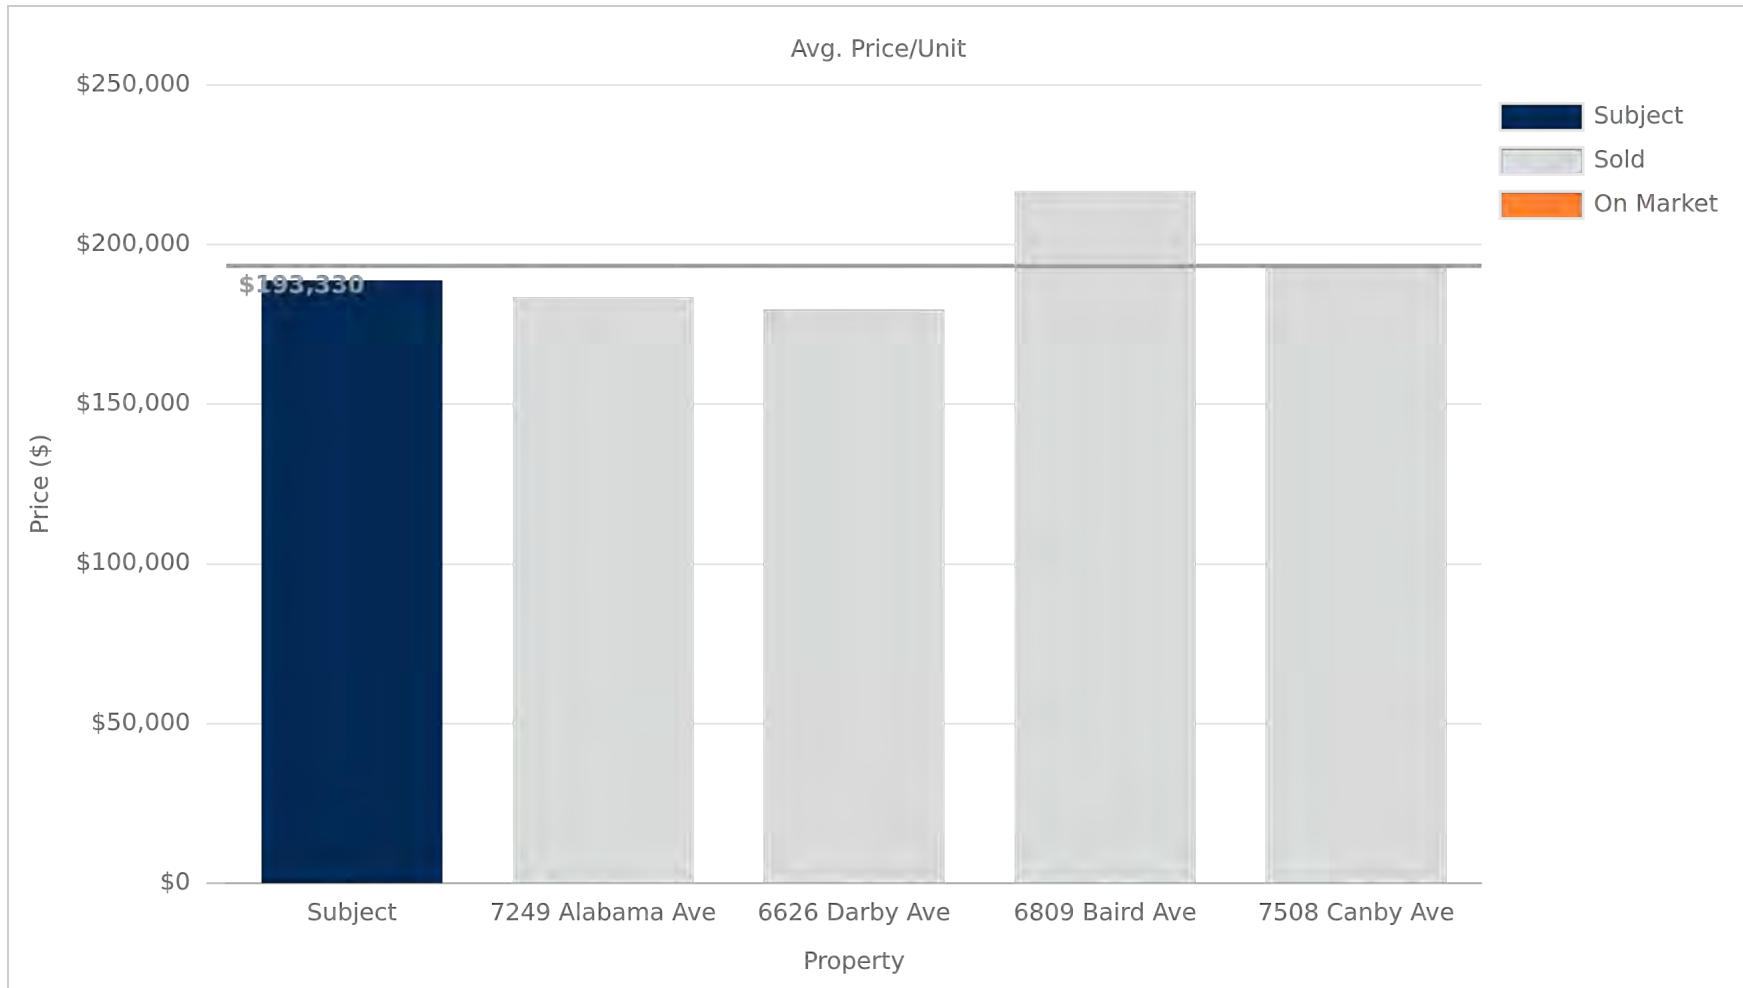 Avg. Price/Unit
$250,000
$200,000
$150,000
$100,000
$50,000
$0
Price ($)
$193,330
Subject
7249 Alabama Ave
6626 Darby Ave
6809 Baird Ave
7508 Canby Ave
Property
Subject
Sold
On Market